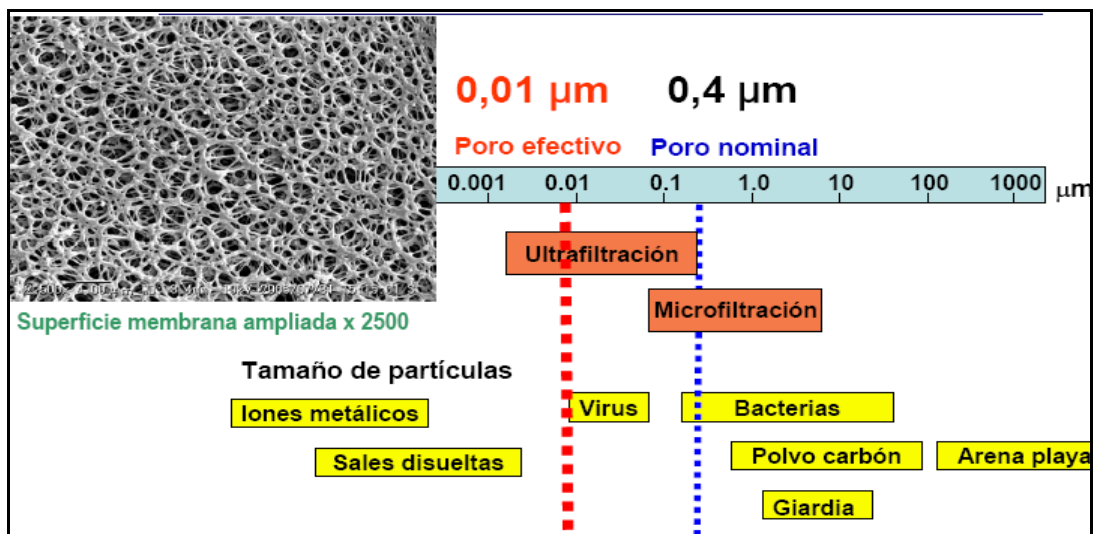 0,01 µm
0,4 µm
Poro efectivo
Poro nominal
0.001 0.01 0.1 1.0 10 100 1000 µm
Ultrafiltración
Microfiltración
Superficie membrana ampliada x 2500
Tamaño de partículas
Iones metálicos
Virus
Bacterias
Sales disueltas
Polvo carbón
Arena playa
Giardia